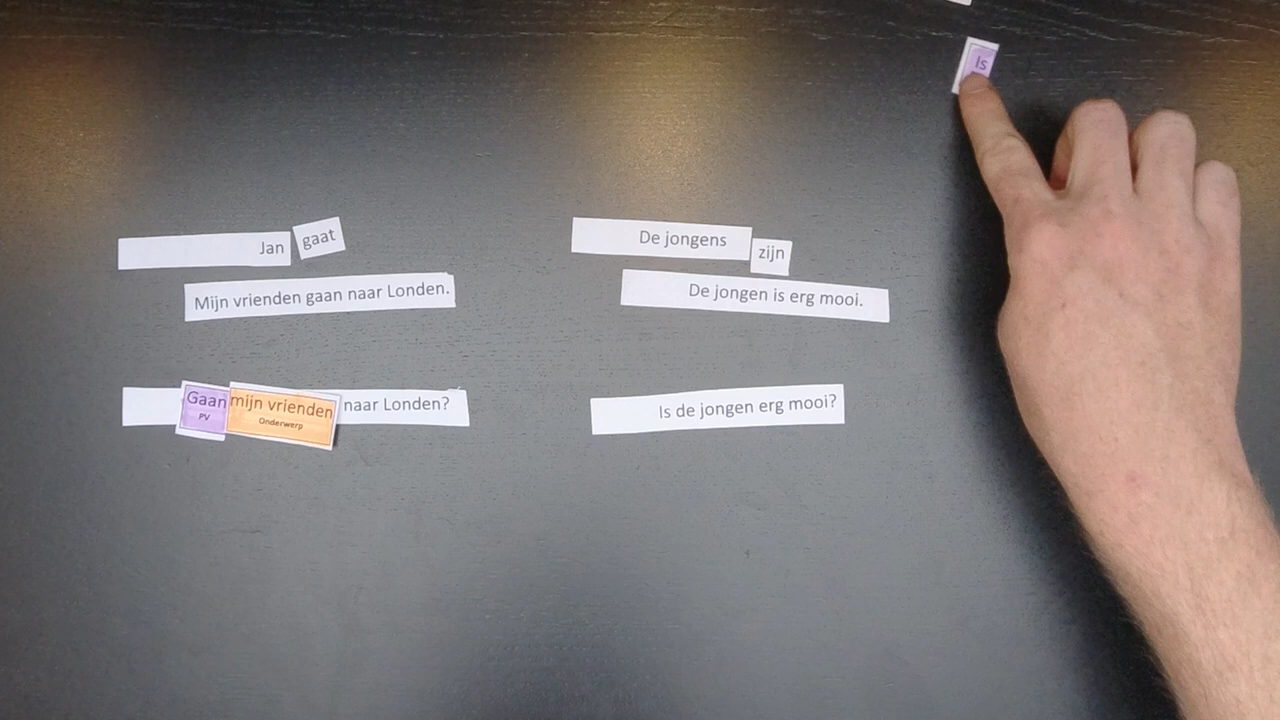 Is
Jan gaat
Mijn vrienden gaan naar Londen.
Gaan mijn vrienden naar Londen?
PV Onderwerp
De jongens zijn
De jongen is erg mooi.
Is de jongen erg mooi?